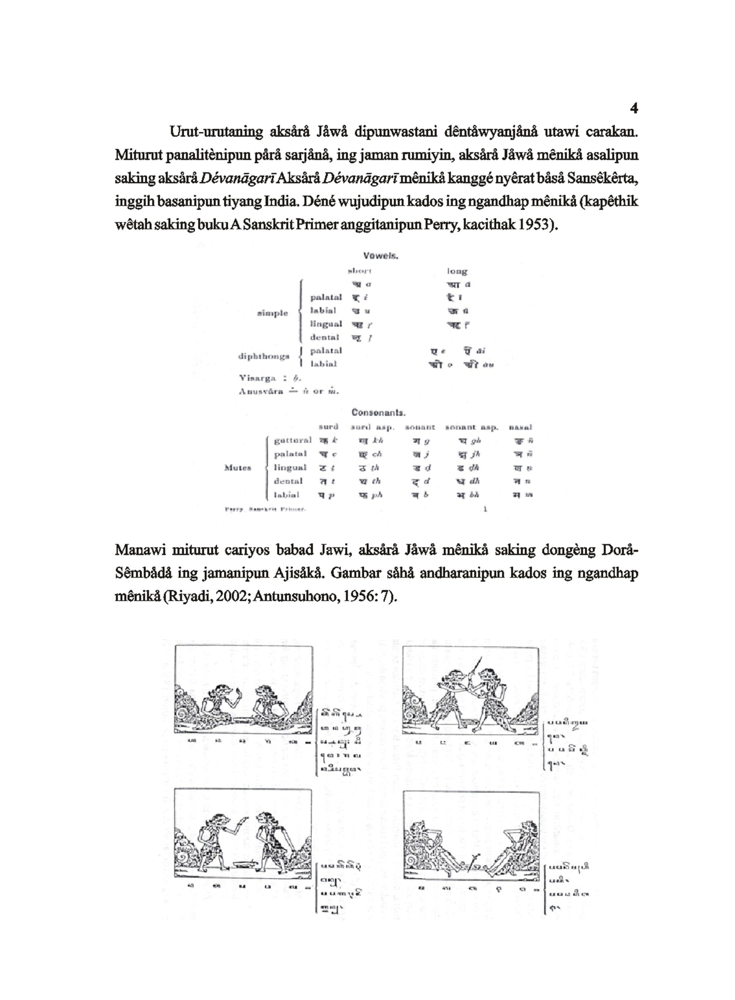 4
Urut-urutaning aksårå Jåwå dipunwastani dêntåwyanjånå utawi carakan.
Miturut panalitènipun pårå sarjånå, ing jaman rumiyin, aksårå Jåwå mênikå asalipun
saking aksårå Dévanāgarī Aksårå Dévanāgarī mênikå kanggé nyêrat båså Sansêkêrta,
inggih basanipun tiyang India. Déné wujudipun kados ing ngandhap mênikå (kapêthik
wêtah saking buku A Sanskrit Primer anggitanipun Perry, kacithak 1953).
Vowels.
short long
अ a आ ā
palatal इ i ई ī
simple labial उ u ऊ ū
lingual ऋ ṛ ॠ ṝ
dental ऌ ḷ
diphthongs palatal ए e ऐ āi
labial ओ o औ āu
Visarga : ḥ.
Anusvāra ṅ or ṁ.
Consonants.
surd surd asp. sonant sonant asp. nasal
guttural क k ख kh ग g घ gh ङ ñ
palatal च c छ ch ज j झ jh ञ ñ
Mutes lingual ट ṭ ठ ṭh ड ḍ ढ ḍh ण ṇ
dental त t थ th द d ध dh न n
labial प p फ ph ब b भ bh म m
Perry, Sanskrit Primer. 1
Manawi miturut cariyos babad Jawi, aksårå Jåwå mênikå saking dongèng Dorå-
Sêmbådå ing jamanipun Ajisåkå. Gambar såhå andharanipun kados ing ngandhap
mênikå (Riyadi, 2002; Antunsuhono, 1956: 7).